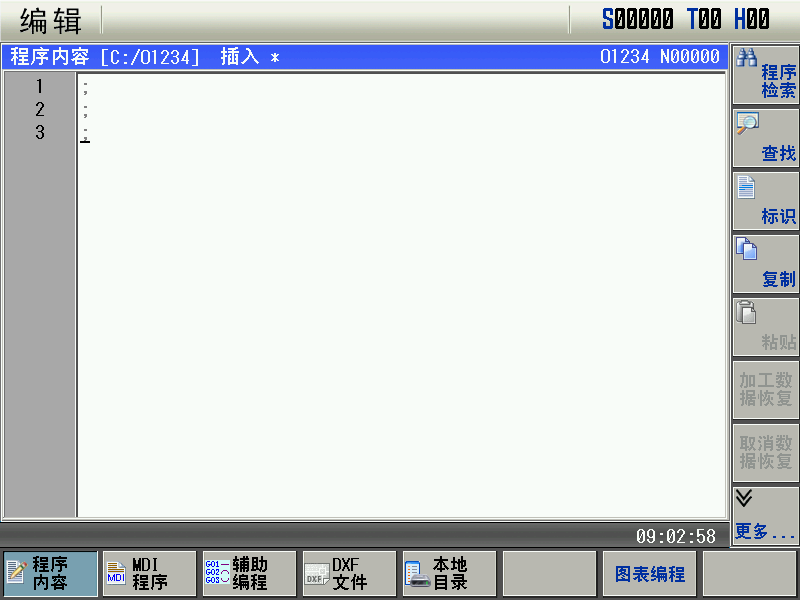 编辑 S00000 T00 H00
程序内容 [C:/O1234] 插入 * O1234 N00000
1 ;
2 ;
3 ;
程序
检索
查找
标识
复制
粘贴
加工数
据恢复
取消数
据恢复
更多...
09:02:58
程序
内容
MDI
MDI
程序
G01
G02
G03
辅助
编程
DXF
DXF
文件
本地
目录
图表编程